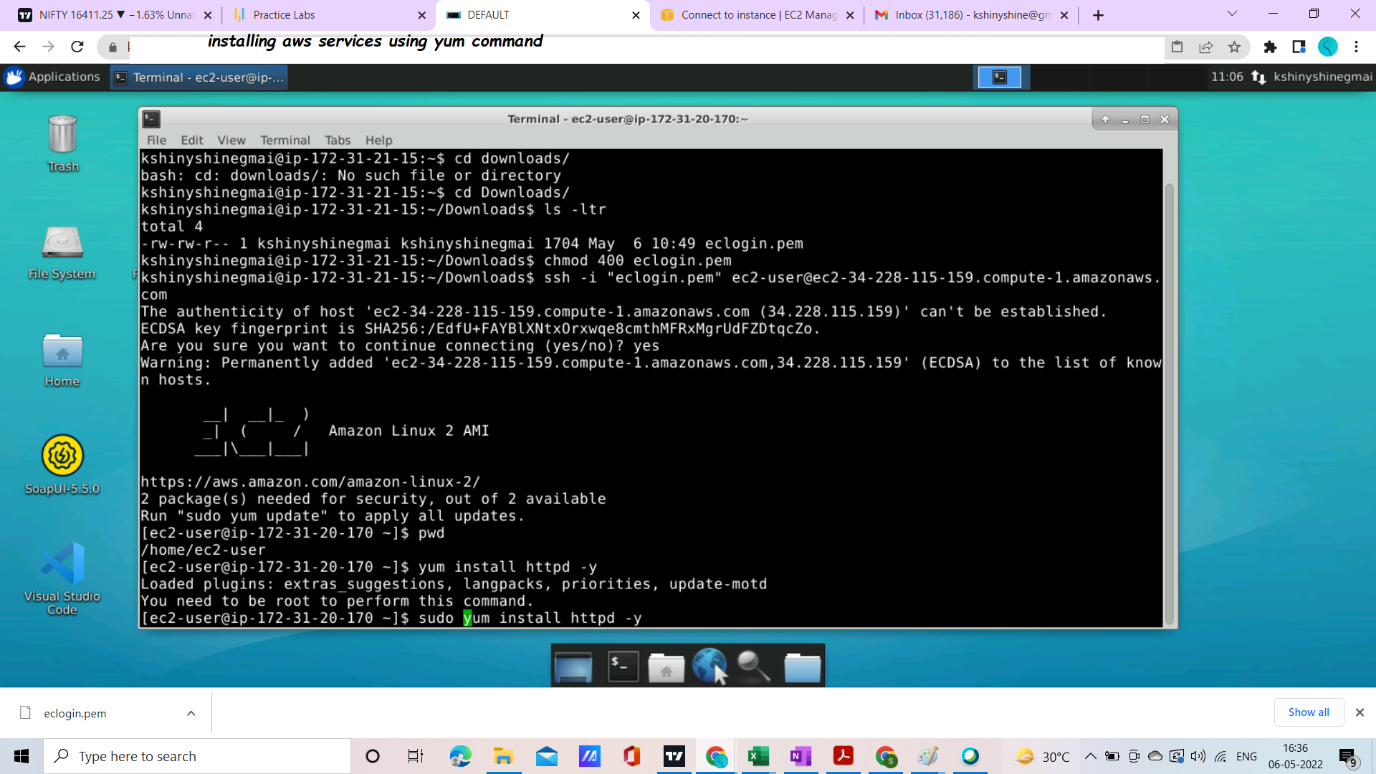 NIFTY 16411.25 ▼ −1.63% Unna
Practice Labs
DEFAULT
Connect to instance | EC2 Manag
Inbox (31,186) - kshinyshine@gm
installing aws services using yum command
Applications
Terminal - ec2-user@ip-...
11:06
kshinyshinegmai
Terminal - ec2-user@ip-172-31-20-170:~
File Edit View Terminal Tabs Help
kshinyshinegmai@ip-172-31-21-15:~$ cd downloads/
bash: cd: downloads/: No such file or directory
kshinyshinegmai@ip-172-31-21-15:~$ cd Downloads/
kshinyshinegmai@ip-172-31-21-15:~/Downloads$ ls -ltr
total 4
-rw-rw-r-- 1 kshinyshinegmai kshinyshinegmai 1704 May  6 10:49 eclogin.pem
kshinyshinegmai@ip-172-31-21-15:~/Downloads$ chmod 400 eclogin.pem
kshinyshinegmai@ip-172-31-21-15:~/Downloads$ ssh -i "eclogin.pem" ec2-user@ec2-34-228-115-159.compute-1.amazonaws.
com
The authenticity of host 'ec2-34-228-115-159.compute-1.amazonaws.com (34.228.115.159)' can't be established.
ECDSA key fingerprint is SHA256:/EdfU+FAYBlXNtxOrxwqe8cmthMFRxMgrUdFZDtqcZo.
Are you sure you want to continue connecting (yes/no)? yes
Warning: Permanently added 'ec2-34-228-115-159.compute-1.amazonaws.com,34.228.115.159' (ECDSA) to the list of know
n hosts.
__|  __|_  )
_|  (     /   Amazon Linux 2 AMI
___|\___|___|
https://aws.amazon.com/amazon-linux-2/
2 package(s) needed for security, out of 2 available
Run "sudo yum update" to apply all updates.
[ec2-user@ip-172-31-20-170 ~]$ pwd
/home/ec2-user
[ec2-user@ip-172-31-20-170 ~]$ yum install httpd -y
Loaded plugins: extras_suggestions, langpacks, priorities, update-motd
You need to be root to perform this command.
[ec2-user@ip-172-31-20-170 ~]$ sudo yum install httpd -y
Trash
File System
Home
SoapUI-5.5.0
Visual Studio
Code
eclogin.pem
Show all
Type here to search
30°C
ENG
16:36
06-05-2022
9